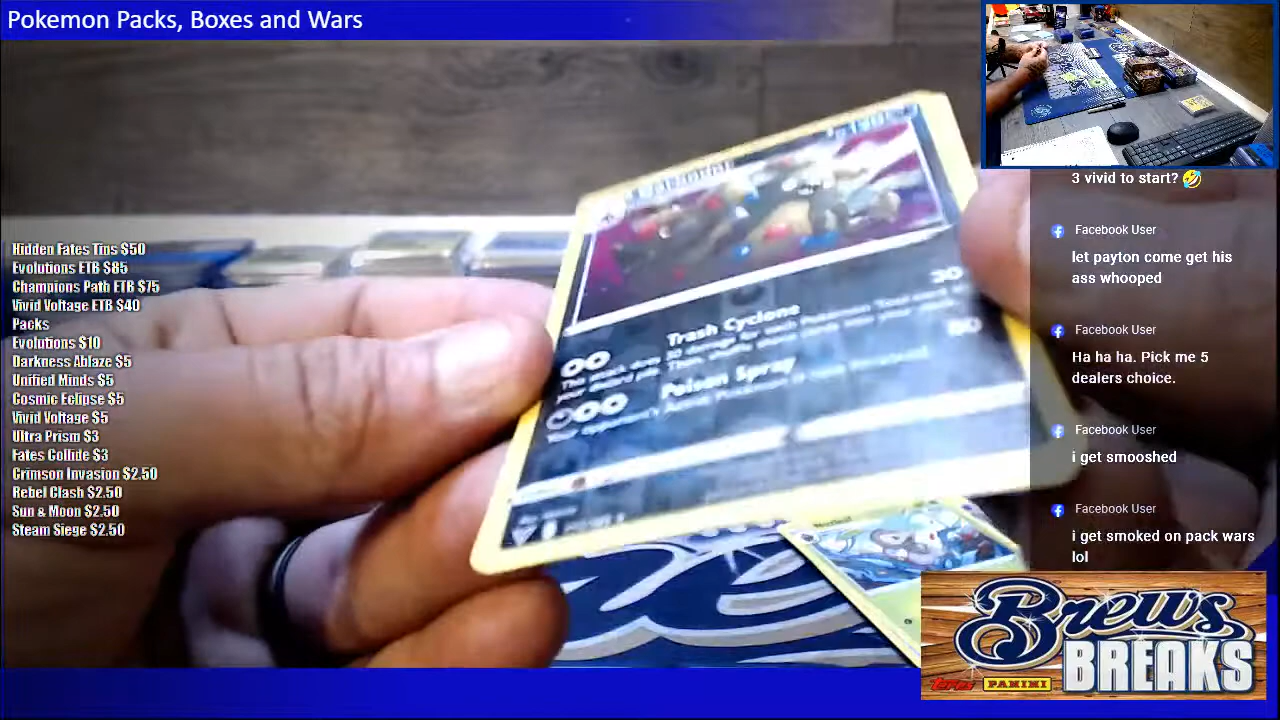 Pokemon Packs, Boxes and Wars
Hidden Fates Tins $50
Evolutions ETB $85
Champions Path ETB $75
Vivid Voltage ETB $40
Packs
Evolutions $10
Darkness Ablaze $5
Unified Minds $5
Cosmic Eclipse $5
Vivid Voltage $5
Ultra Prism $3
Fates Collide $3
Crimson Invasion $2.50
Rebel Clash $2.50
Sun & Moon $2.50
Steam Siege $2.50
Trash Cyclone 30
Poison Spray 80
3 vivid to start? 🤣
Facebook User
let payton come get his
ass whooped
Facebook User
Ha ha ha. Pick me 5
dealers choice.
Facebook User
i get smooshed
Facebook User
i get smoked on pack wars
lol
Brews
BREAKS
Topps PANINI